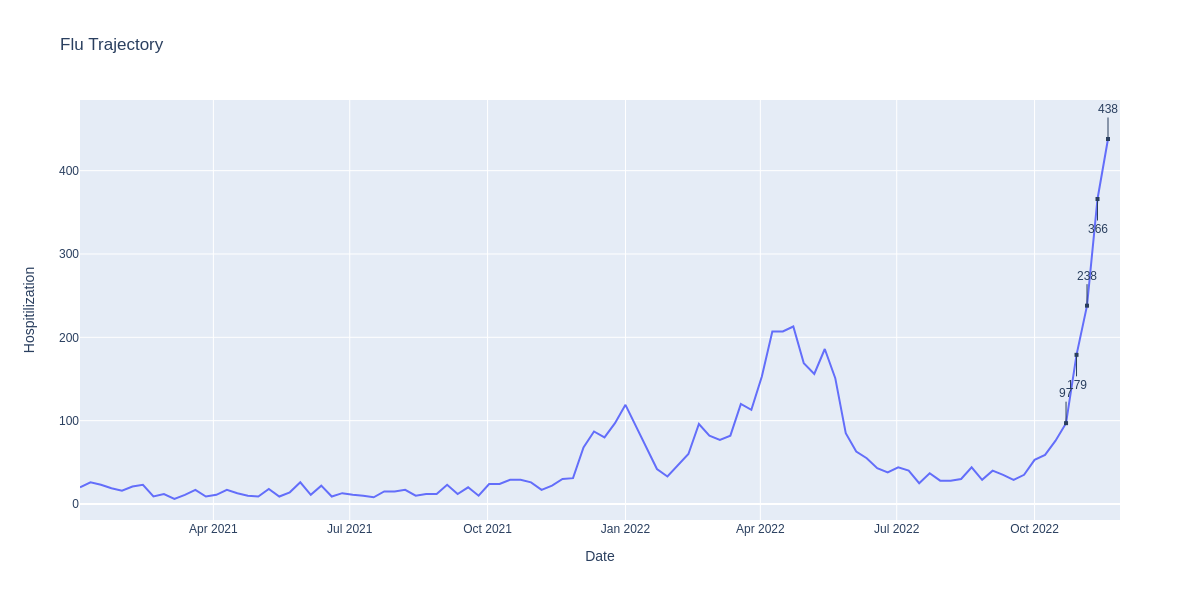 Flu Trajectory
438
400
366
300
238
200
179
97
100
0
Hospitilization
Apr 2021
Jul 2021
Oct 2021
Jan 2022
Apr 2022
Jul 2022
Oct 2022
Date